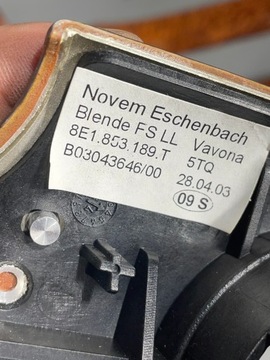 Novem Eschenbach
Blende FS LL Vavona
8E1.853.189.T 5TQ
B03043646/00 28.04.03
09 S